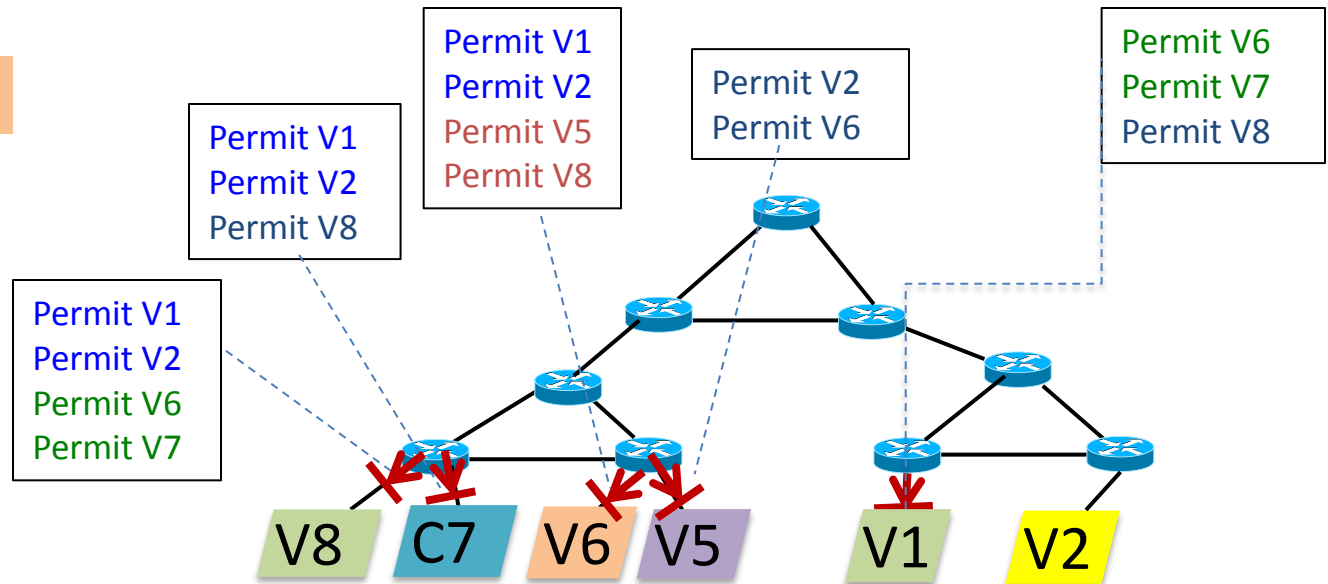 Permit V1
Permit V2
Permit V6
Permit V7
Permit V1
Permit V2
Permit V8
Permit V1
Permit V2
Permit V5
Permit V8
Permit V2
Permit V6
Permit V6
Permit V7
Permit V8
V8
C7
V6
V5
V1
V2